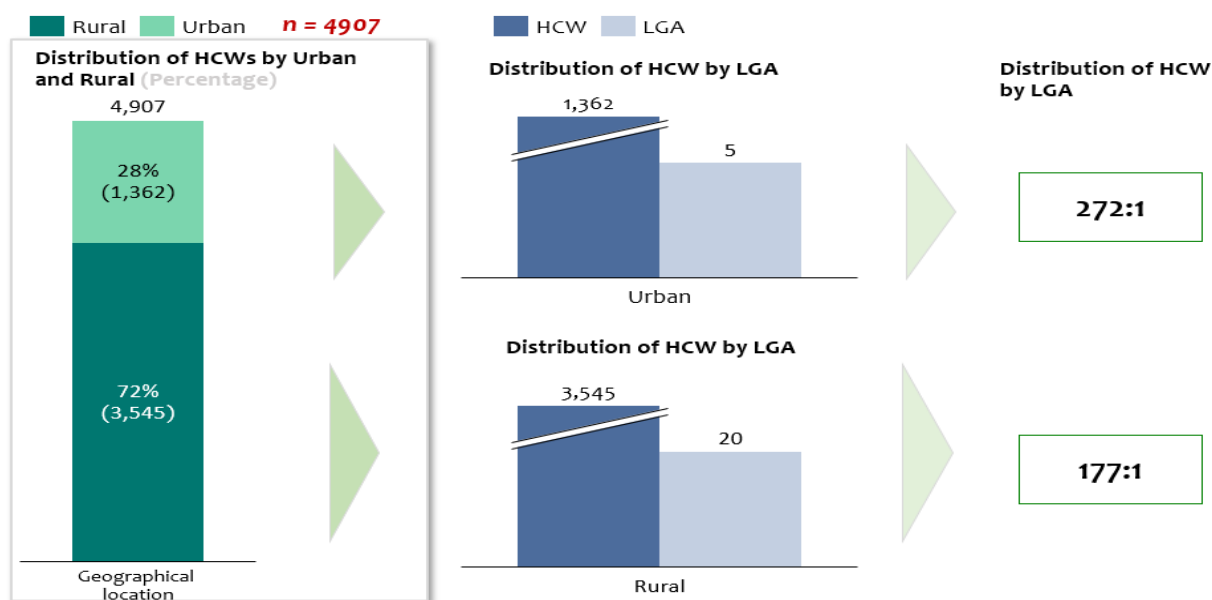 Rural
Urban
n = 4907
HCW
LGA
Distribution of HCWs by Urban
and Rural (Percentage)
4,907
28%
(1,362)
72%
(3,545)
Geographical
location
Distribution of HCW by LGA
1,362
5
Urban
Distribution of HCW by LGA
3,545
20
Rural
Distribution of HCW
by LGA
272:1
177:1